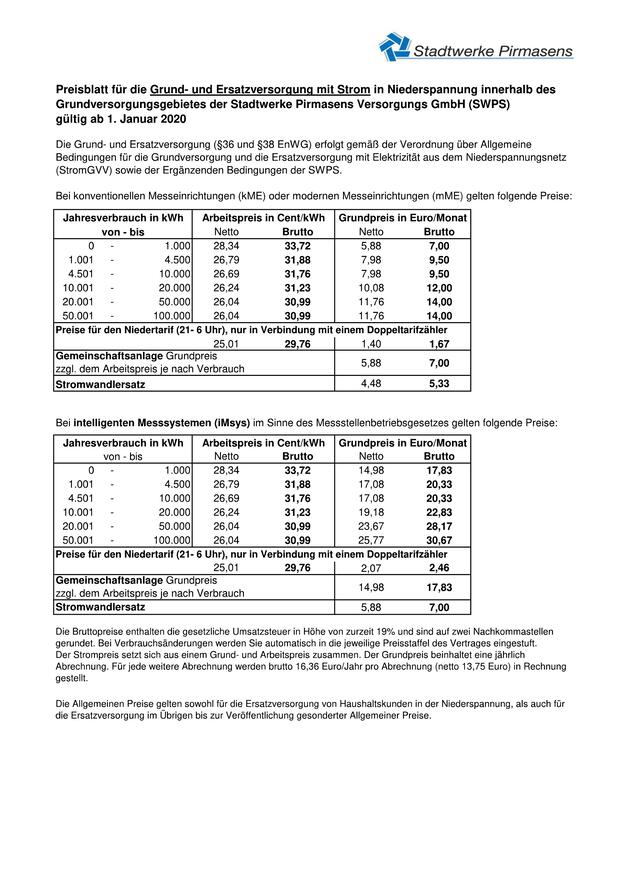 Stadtwerke Pirmasens
Preisblatt für die Grund- und Ersatzversorgung mit Strom in Niederspannung innerhalb des
Grundversorgungsgebietes der Stadtwerke Pirmasens Versorgungs GmbH (SWPS)
gültig ab 1. Januar 2020
Die Grund- und Ersatzversorgung (§36 und §38 EnWG) erfolgt gemäß der Verordnung über Allgemeine
Bedingungen für die Grundversorgung und die Ersatzversorgung mit Elektrizität aus dem Niederspannungsnetz
(StromGVV) sowie der Ergänzenden Bedingungen der SWPS.
Bei konventionellen Messeinrichtungen (kME) oder modernen Messeinrichtungen (mME) gelten folgende Preise:
Jahresverbrauch in kWh Arbeitspreis in Cent/kWh Grundpreis in Euro/Monat
von - bis Netto Brutto Netto Brutto
0 - 1.000 28,34 33,72 5,88 7,00
1.001 - 4.500 26,79 31,88 7,98 9,50
4.501 - 10.000 26,69 31,76 7,98 9,50
10.001 - 20.000 26,24 31,23 10,08 12,00
20.001 - 50.000 26,04 30,99 11,76 14,00
50.001 - 100.000 26,04 30,99 11,76 14,00
Preise für den Niedertarif (21- 6 Uhr), nur in Verbindung mit einem Doppeltarifzähler
25,01 29,76 1,40 1,67
Gemeinschaftsanlage Grundpreis
zzgl. dem Arbeitspreis je nach Verbrauch 5,88 7,00
Stromwandlersatz 4,48 5,33
Bei intelligenten Messsystemen (iMsys) im Sinne des Messstellenbetriebsgesetzes gelten folgende Preise:
Jahresverbrauch in kWh Arbeitspreis in Cent/kWh Grundpreis in Euro/Monat
von - bis Netto Brutto Netto Brutto
0 - 1.000 28,34 33,72 14,98 17,83
1.001 - 4.500 26,79 31,88 17,08 20,33
4.501 - 10.000 26,69 31,76 17,08 20,33
10.001 - 20.000 26,24 31,23 19,18 22,83
20.001 - 50.000 26,04 30,99 23,67 28,17
50.001 - 100.000 26,04 30,99 25,77 30,67
Preise für den Niedertarif (21- 6 Uhr), nur in Verbindung mit einem Doppeltarifzähler
25,01 29,76 2,07 2,46
Gemeinschaftsanlage Grundpreis
zzgl. dem Arbeitspreis je nach Verbrauch 14,98 17,83
Stromwandlersatz 5,88 7,00
Die Bruttopreise enthalten die gesetzliche Umsatzsteuer in Höhe von zurzeit 19% und sind auf zwei Nachkommastellen
gerundet. Bei Verbrauchsänderungen werden Sie automatisch in die jeweilige Preisstaffel des Vertrages eingestuft.
Der Strompreis setzt sich aus einem Grund- und Arbeitspreis zusammen. Der Grundpreis beinhaltet eine jährlich
Abrechnung. Für jede weitere Abrechnung werden brutto 16,36 Euro/Jahr pro Abrechnung (netto 13,75 Euro) in Rechnung
gestellt.
Die Allgemeinen Preise gelten sowohl für die Ersatzversorgung von Haushaltskunden in der Niederspannung, als auch für
die Ersatzversorgung im Übrigen bis zur Veröffentlichung gesonderter Allgemeiner Preise.